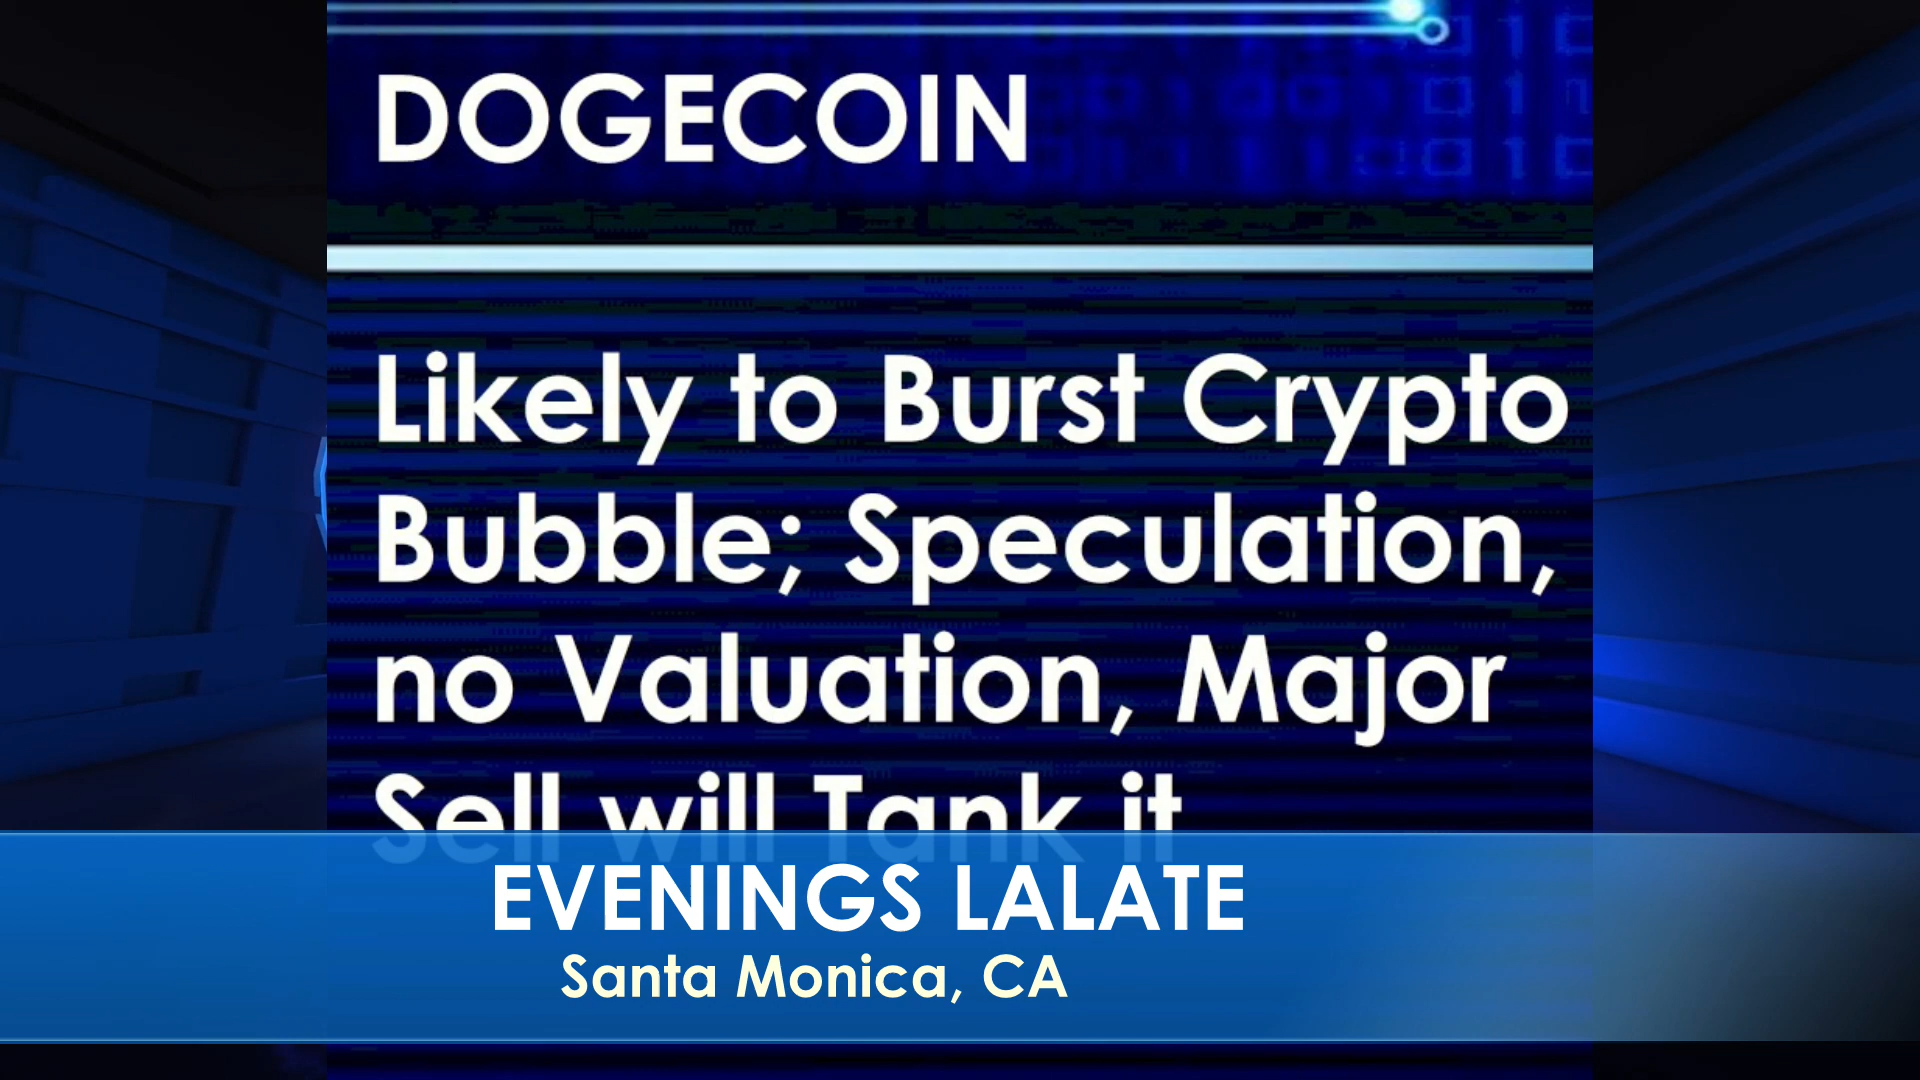 DOGECOIN
Likely to Burst Crypto
Bubble; Speculation,
no Valuation, Major
Sell will Tank it
EVENINGS LALATE
Santa Monica, CA